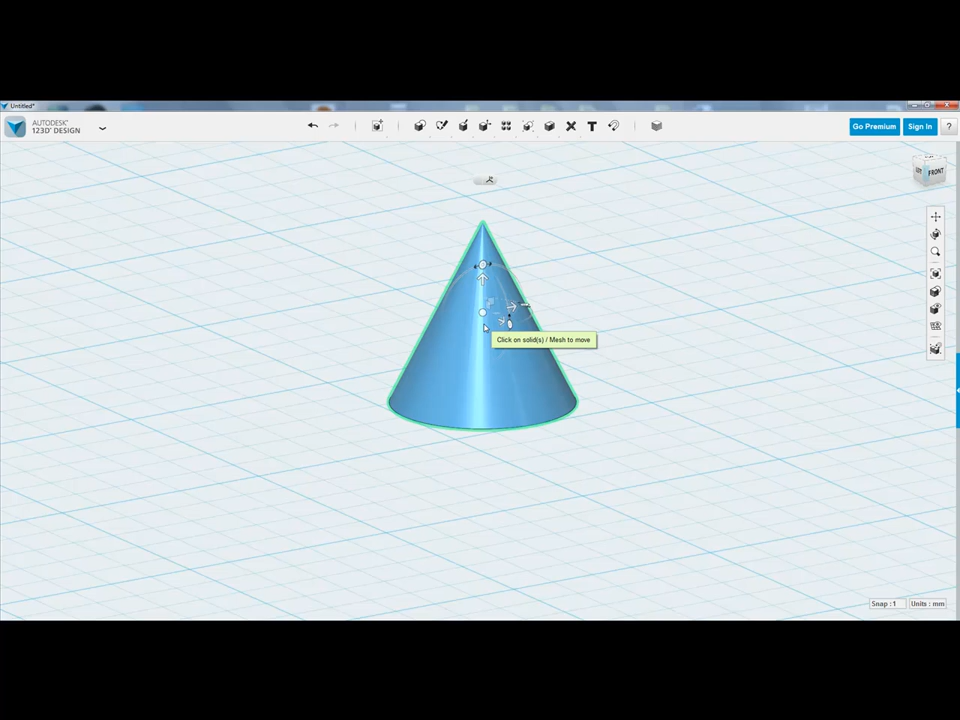 Untitled*
AUTODESK®
123D® DESIGN
Go Premium
Sign In
?
FRONT
Click on solid(s) / Mesh to move
Snap : 1
Units : mm